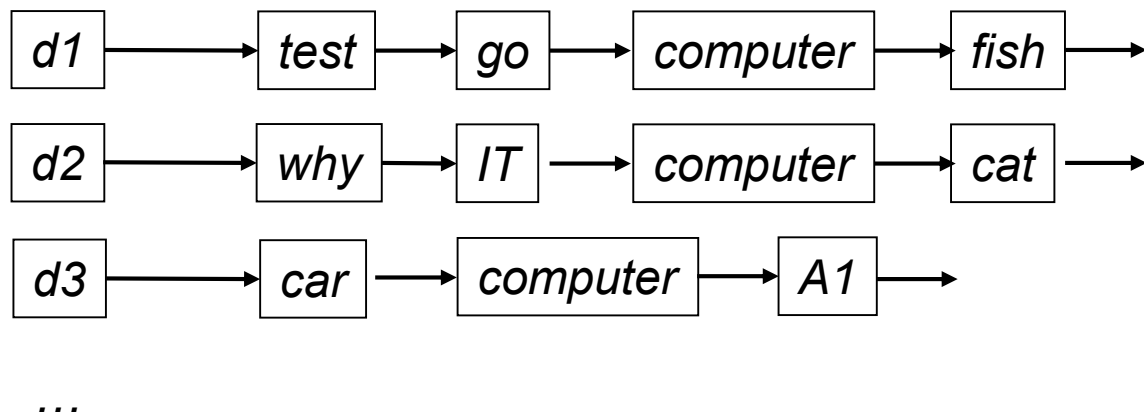 d1 test go computer fish
d2 why IT computer cat
d3 car computer A1
...